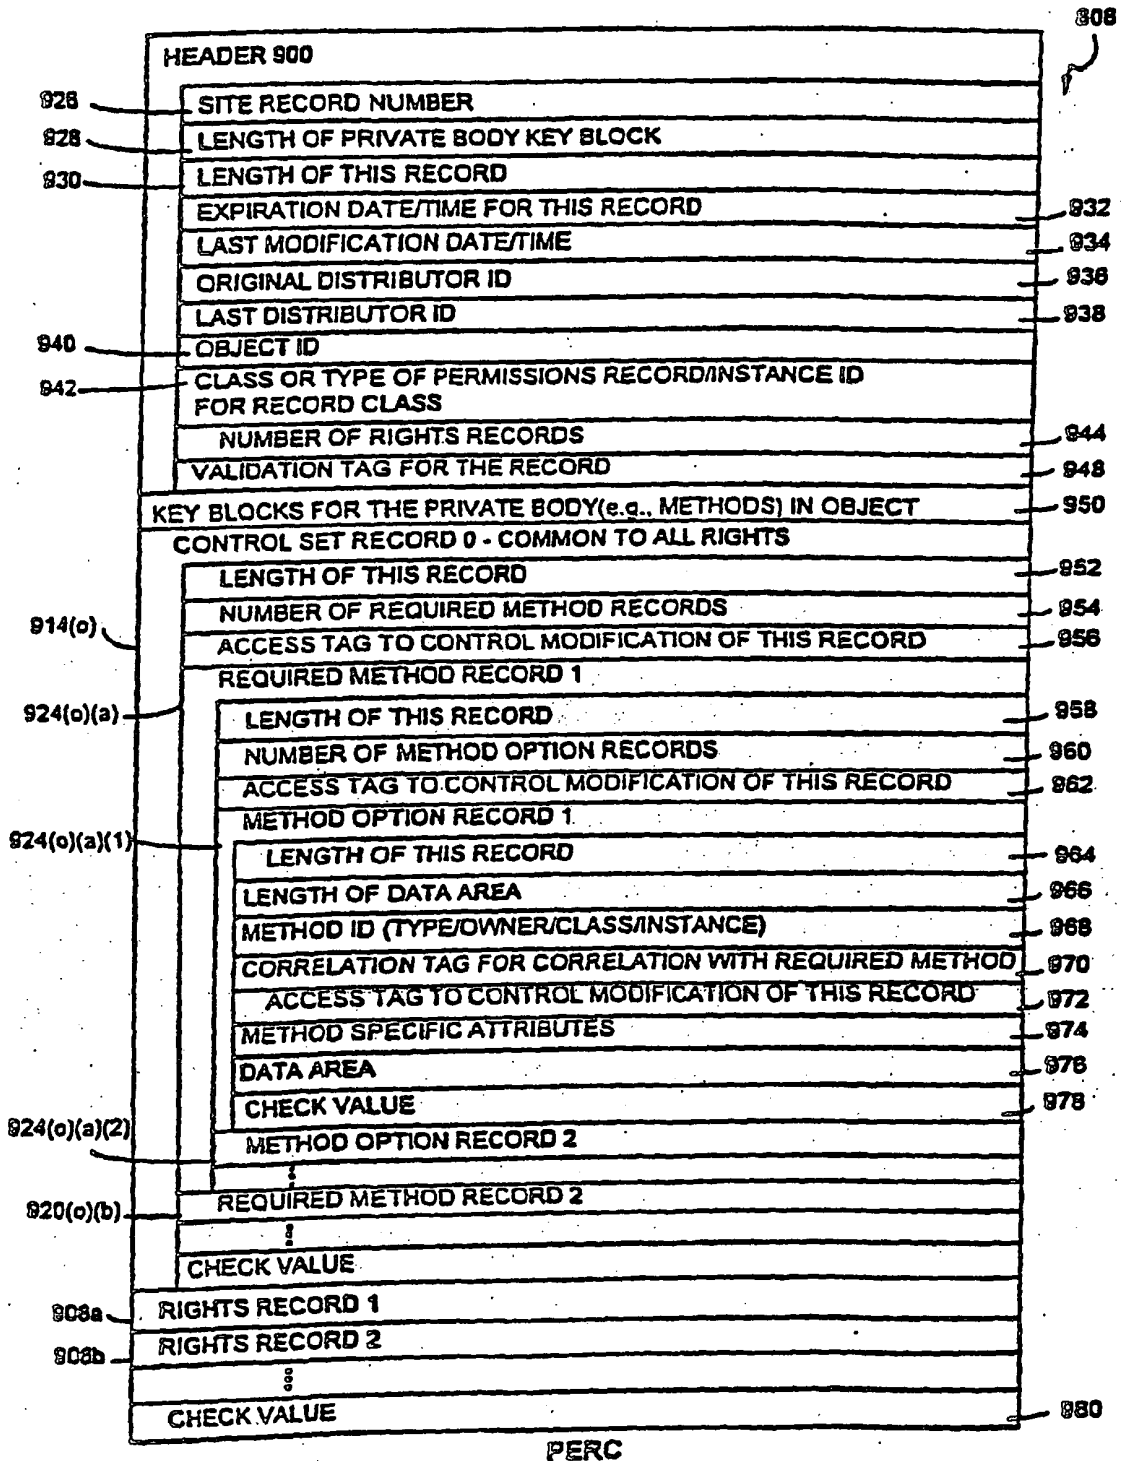 808
HEADER 900
926 SITE RECORD NUMBER
928 LENGTH OF PRIVATE BODY KEY BLOCK
930 LENGTH OF THIS RECORD
EXPIRATION DATE/TIME FOR THIS RECORD 932
LAST MODIFICATION DATE/TIME 934
ORIGINAL DISTRIBUTOR ID 936
LAST DISTRIBUTOR ID 938
940 OBJECT ID
942 CLASS OR TYPE OF PERMISSIONS RECORD/INSTANCE ID
FOR RECORD CLASS
NUMBER OF RIGHTS RECORDS 944
VALIDATION TAG FOR THE RECORD 948
KEY BLOCKS FOR THE PRIVATE BODY(e.g., METHODS) IN OBJECT 950
CONTROL SET RECORD 0 - COMMON TO ALL RIGHTS
LENGTH OF THIS RECORD 952
NUMBER OF REQUIRED METHOD RECORDS 954
914(o) ACCESS TAG TO CONTROL MODIFICATION OF THIS RECORD 956
REQUIRED METHOD RECORD 1
924(o)(a) LENGTH OF THIS RECORD 958
NUMBER OF METHOD OPTION RECORDS 960
ACCESS TAG TO CONTROL MODIFICATION OF THIS RECORD 962
METHOD OPTION RECORD 1
924(o)(a)(1) LENGTH OF THIS RECORD 964
LENGTH OF DATA AREA 966
METHOD ID (TYPE/OWNER/CLASS/INSTANCE) 968
CORRELATION TAG FOR CORRELATION WITH REQUIRED METHOD 970
ACCESS TAG TO CONTROL MODIFICATION OF THIS RECORD 972
METHOD SPECIFIC ATTRIBUTES 974
DATA AREA 976
CHECK VALUE 978
924(o)(a)(2) METHOD OPTION RECORD 2
REQUIRED METHOD RECORD 2
920(o)(b)
CHECK VALUE
908a RIGHTS RECORD 1
908b RIGHTS RECORD 2
CHECK VALUE 980
PERC